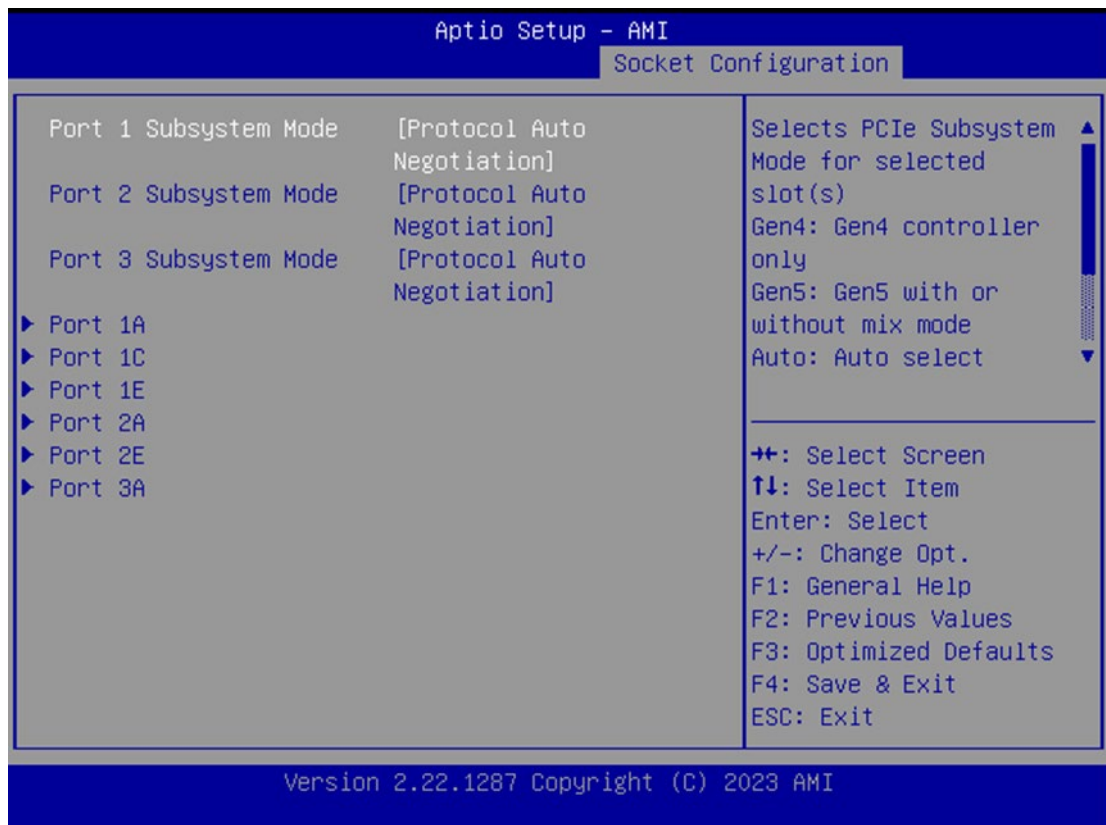 Aptio Setup – AMI
Socket Configuration
Port 1 Subsystem Mode [Protocol Auto
Negotiation]
Port 2 Subsystem Mode [Protocol Auto
Negotiation]
Port 3 Subsystem Mode [Protocol Auto
Negotiation]
Port 1A
Port 1C
Port 1E
Port 2A
Port 2E
Port 3A
Selects PCIe Subsystem
Mode for selected
slot(s)
Gen4: Gen4 controller
only
Gen5: Gen5 with or
without mix mode
Auto: Auto select
→←: Select Screen
↑↓: Select Item
Enter: Select
+/-: Change Opt.
F1: General Help
F2: Previous Values
F3: Optimized Defaults
F4: Save & Exit
ESC: Exit
Version 2.22.1287 Copyright (C) 2023 AMI